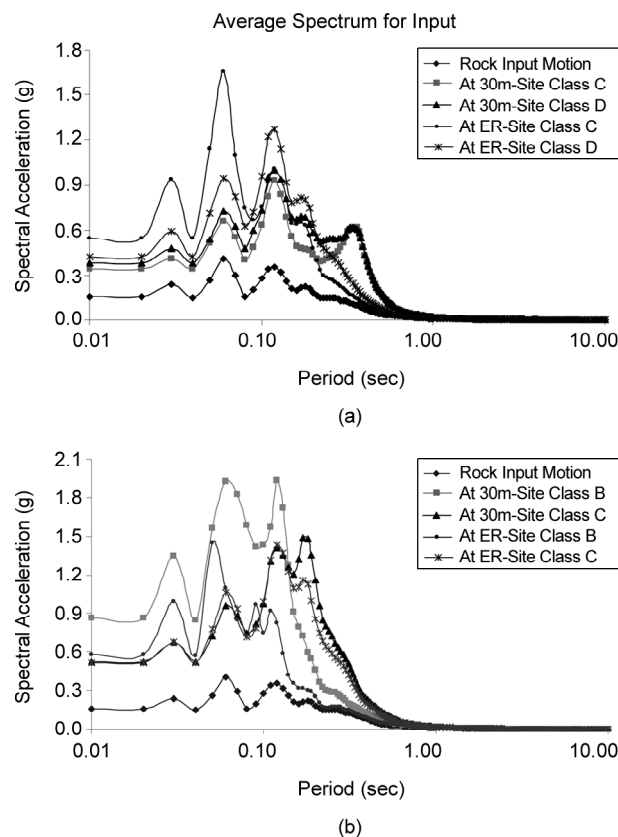 Average Spectrum for Input
1.8
1.5
1.2
0.9
0.6
0.3
0.0
Spectral Acceleration (g)
Rock Input Motion
At 30m-Site Class C
At 30m-Site Class D
At ER-Site Class C
At ER-Site Class D
0.01
0.10
1.00
10.00
Period (sec)
(a)
2.1
1.8
1.5
1.2
0.9
0.6
0.3
0.0
Spectral Acceleration (g)
Rock Input Motion
At 30m-Site Class B
At 30m-Site Class C
At ER-Site Class B
At ER-Site Class C
0.01
0.10
1.00
10.00
Period (sec)
(b)